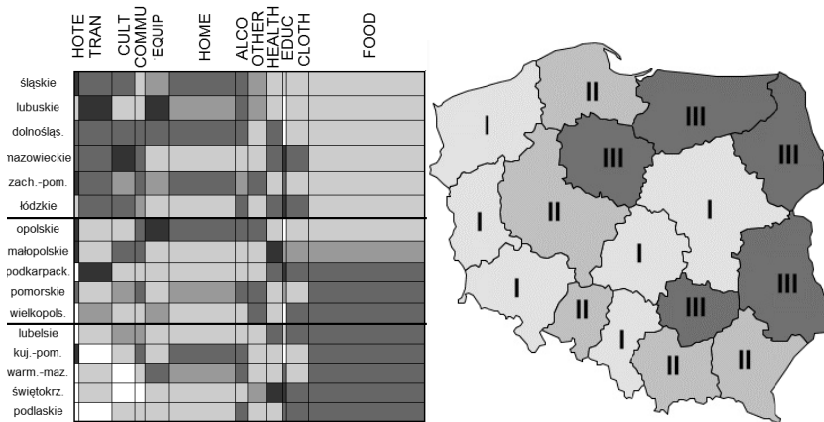 HOTE
TRAN
CULT
COMMU
EQUIP
HOME
ALCO
OTHER
HEALTH
EDUC
CLOTH
FOOD
śląskie
lubuskie
dolnośląs.
mazowieckie
zach.-pom.
łódzkie
opolskie
małopolskie
podkarpack.
pomorskie
wielkopols.
lubelsie
kuj.-pom.
warm.-maz.
świętokrz.
podlaskie
I
II
III
III
III
I
II
I
I
III
I
II
III
I
II
II